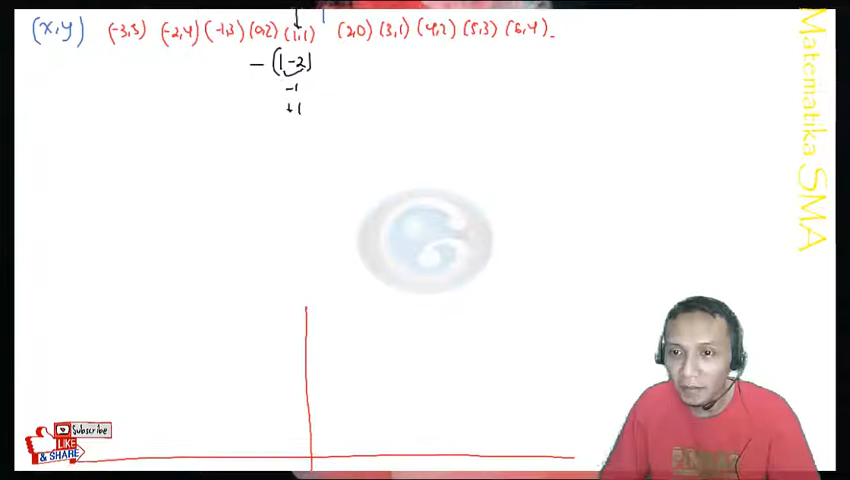 (x,y) (-3,5) (-2,4) (-1,3) (0,2) (1,1) (2,0) (3,1) (4,2) (5,3) (6,4).
- (1-2)
-1
+1
Matematika SMA
Subscribe
LIKE
& SHARE